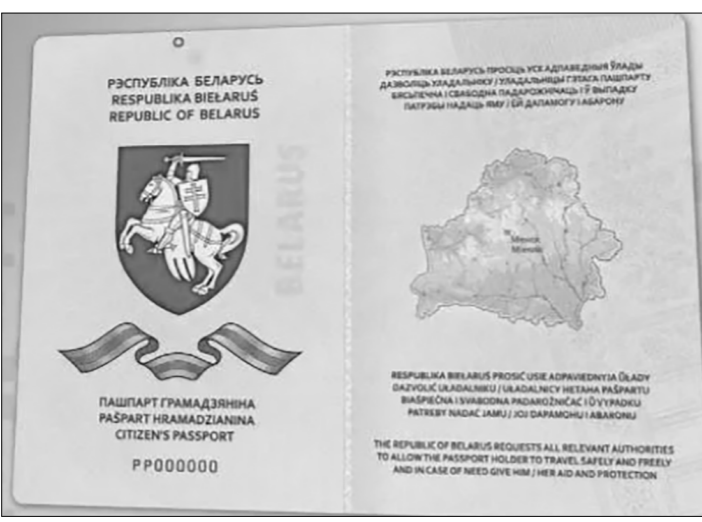 РЭСПУБЛІКА БЕЛАРУСЬ
RESPUBLIKA BIEŁARUŚ
REPUBLIC OF BELARUS
BELARUS
ПАШПАРТ ГРАМАДЗЯНІНА
PAŠPART HRAMADZIANINA
CITIZEN'S PASSPORT
PP000000
РЭСПУБЛІКА БЕЛАРУСЬ ПРОСІЦЬ УСЕ АДПАВЕДНЫЯ ЎЛАДЫ
ДАЗВОЛІЦЬ УЛАДАЛЬНІКУ / УЛАДАЛЬНІЦЫ ГЭТАГА ПАШПАРТУ
БЯСЬПЕЧНА І СВАБОДНА ПАДАРОЖНІЧАЦЬ І Ў ВЫПАДКУ
ПАТРЭБЫ НАДАЦЬ ЯМУ / ЁЙ ДАПАМОГУ І АБАРОНУ
Менск
Miensk
RESPUBLIKA BIEŁARUŚ PROSIĆ USIE ADPAVIEDNYJA ŬŁADY
DAZVOLIĆ UŁADALNIKU / UŁADALNICY HETAHA PAŠPARTU
BIAŚPIEČNA I SVABODNA PADAROŽNIČAĆ I Ŭ VYPADKU
PATREBY NADAĆ JAMU / JOJ DAPAMOHU I ABARONU
THE REPUBLIC OF BELARUS REQUESTS ALL RELEVANT AUTHORITIES
TO ALLOW THE PASSPORT HOLDER TO TRAVEL SAFELY AND FREELY
AND IN CASE OF NEED GIVE HIM / HER AID AND PROTECTION